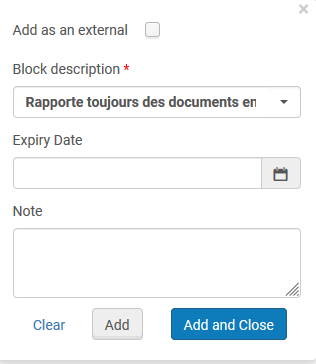 ×
Add as an external
Block description *
Rapporte toujours des documents en
Expiry Date
Note
Clear Add Add and Close